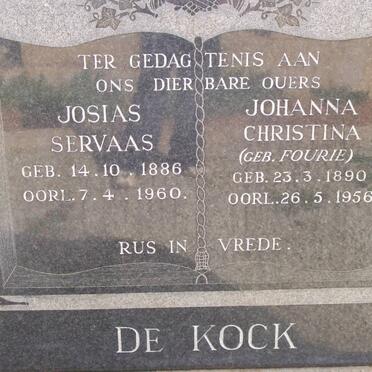 TER GEDAGTENIS AAN
ONS DIERBARE OUERS
JOSIAS
SERVAAS
GEB. 14.10.1886
OORL. 7.4.1960.
JOHANNA
CHRISTINA
(GEB. FOURIE)
GEB. 23.3.1890
OORL. 26.5.1956
RUS IN VREDE.
DE KOCK